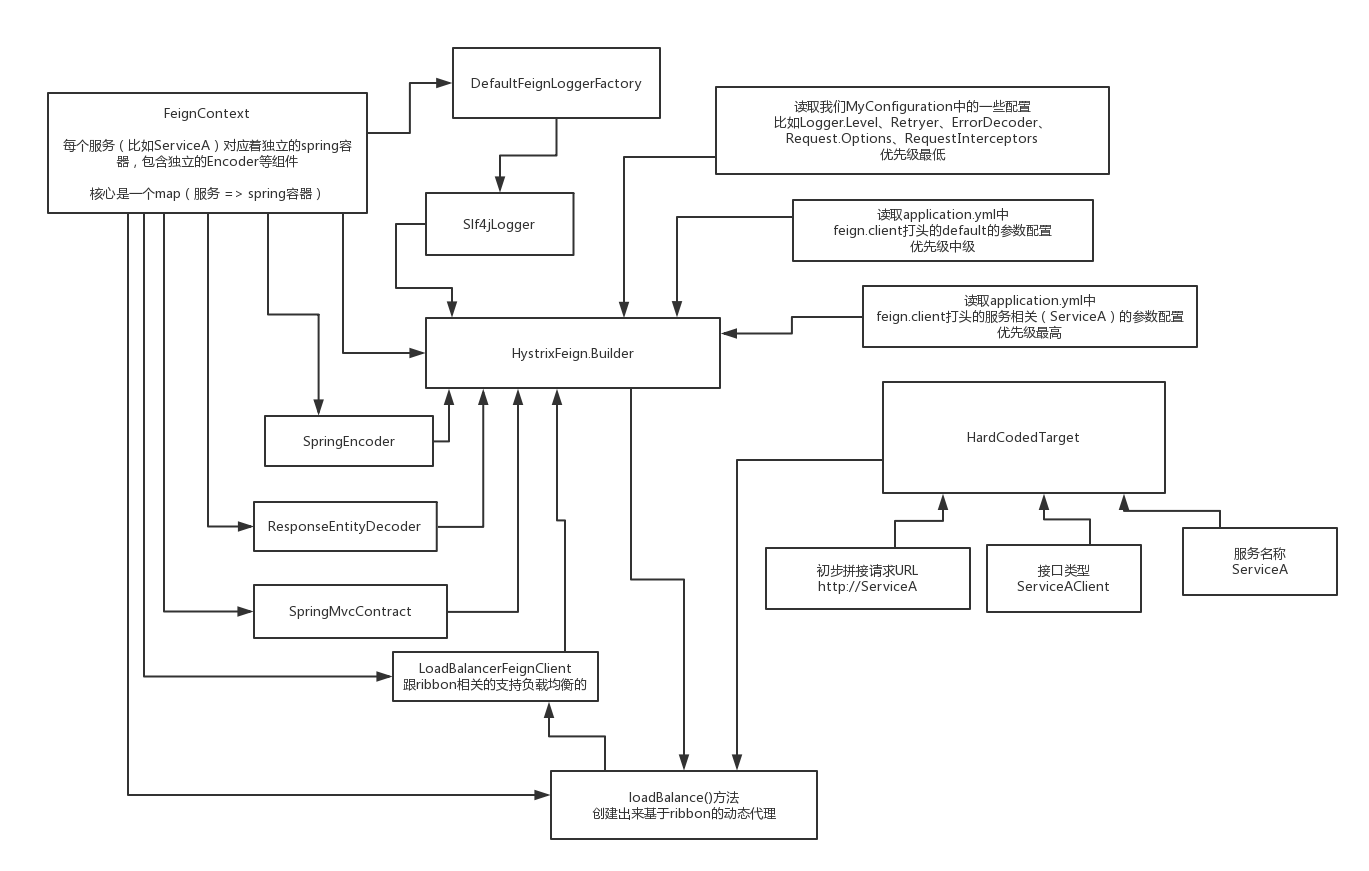 FeignContext
每个服务（比如ServiceA）对应着独立的spring容
器，包含独立的Encoder等组件
核心是一个map（服务 => spring容器）
DefaultFeignLoggerFactory
Slf4jLogger
读取我们MyConfiguration中的一些配置
比如Logger.Level、Retryer、ErrorDecoder、
Request.Options、RequestInterceptors
优先级最低
读取application.yml中
feign.client打头的default的参数配置
优先级中级
读取application.yml中
feign.client打头的服务相关（ServiceA）的参数配置
优先级最高
HystrixFeign.Builder
SpringEncoder
ResponseEntityDecoder
SpringMvcContract
LoadBalancerFeignClient
跟ribbon相关的支持负载均衡的
HardCodedTarget
初步拼接请求URL
http://ServiceA
接口类型
ServiceAClient
服务名称
ServiceA
loadBalance()方法
创建出来基于ribbon的动态代理